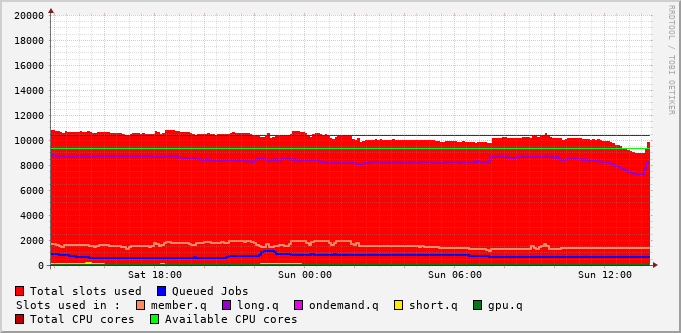 RRDTOOL / TOBI OETIKER
20000
18000
16000
14000
12000
10000
8000
6000
4000
2000
0
Sat 18:00 Sun 00:00 Sun 06:00 Sun 12:00
Total slots used Queued Jobs
Slots used in : member.q long.q ondemand.q short.q gpu.q
Total CPU cores Available CPU cores